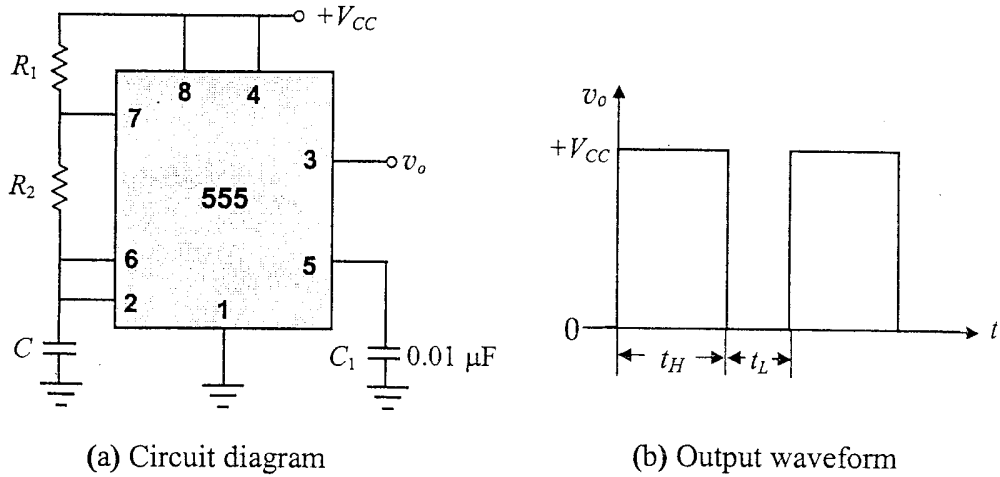 +V_CC
R_1
8 4
7
3 v_o
R_2
555
6
5
2
1
C
C_1 0.01 μF
(a) Circuit diagram
v_o
+V_CC
0
t
t_H t_L
(b) Output waveform